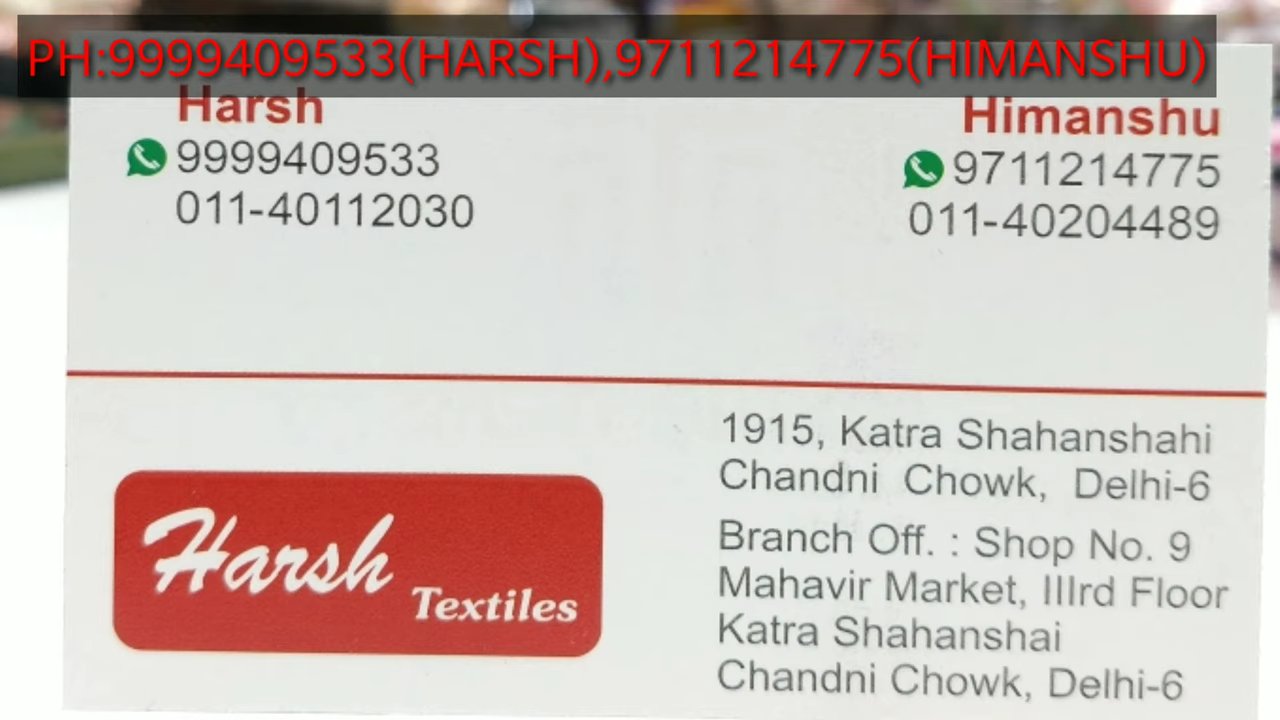 PH:9999409533(HARSH),9711214775(HIMANSHU)
Harsh
9999409533
011-40112030
Himanshu
9711214775
011-40204489
Harsh
Textiles
1915, Katra Shahanshahi
Chandni Chowk, Delhi-6
Branch Off. : Shop No. 9
Mahavir Market, IIIrd Floor
Katra Shahanshai
Chandni Chowk, Delhi-6